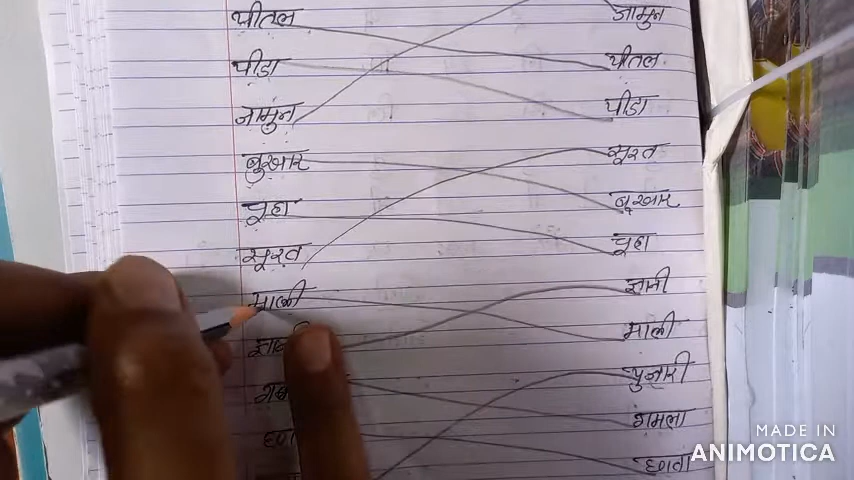 पीतल जामुन
पीडा पीतल
जामुन पीडा
बुखार सूरत
चूहा बुखार
सूरत चूहा
माली ज्ञानी
माली
पुजारी
गमला
MADE IN
ANIMOTICA